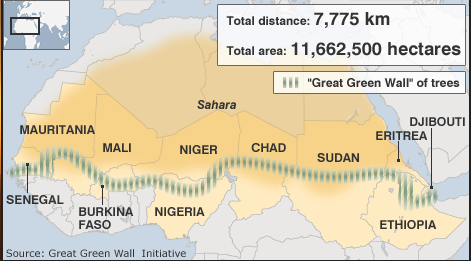 Total distance: 7,775 km
Total area: 11,662,500 hectares
"Great Green Wall" of trees
Sahara
DJIBOUTI
ERITREA
MAURITANIA
MALI
NIGER
CHAD
SUDAN
SENEGAL
BURKINA
FASO
NIGERIA
ETHIOPIA
Source: Great Green Wall Initiative